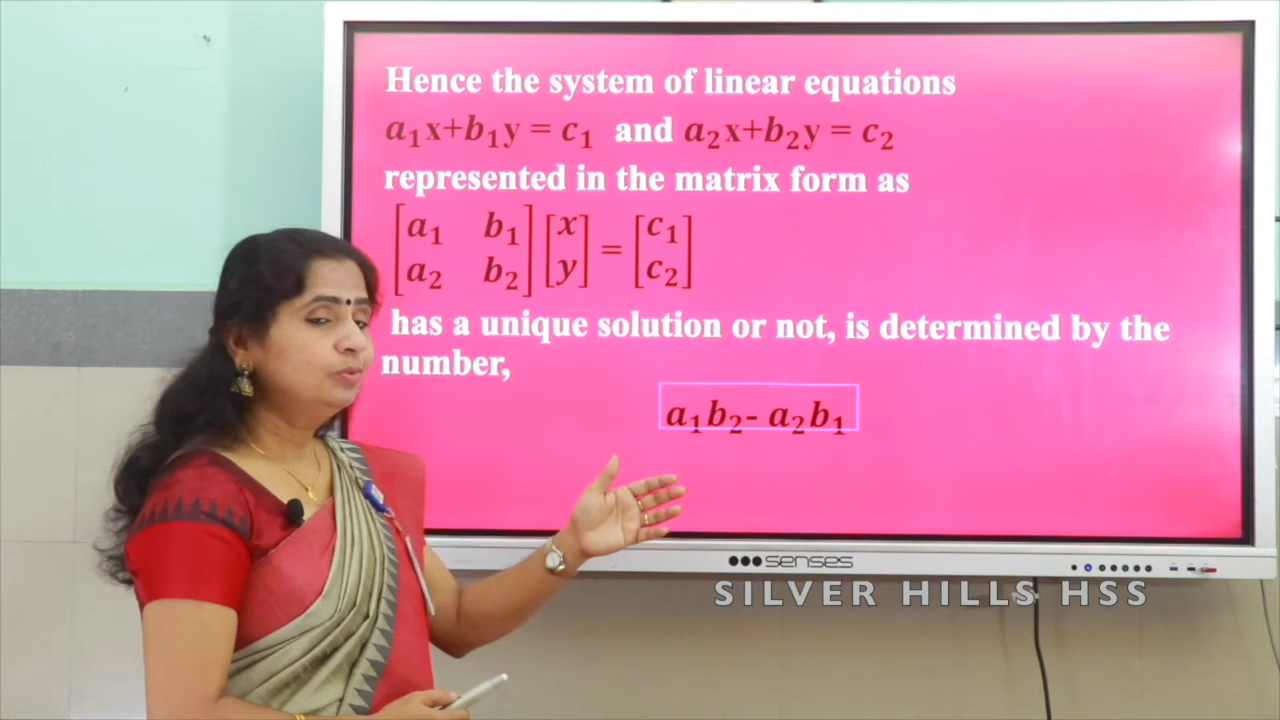 Hence the system of linear equations
a₁x+b₁y = c₁ and a₂x+b₂y = c₂
represented in the matrix form as
[a₁ b₁] [x] = [c₁]
[a₂ b₂] [y] [c₂]
has a unique solution or not, is determined by the
number,
a₁b₂- a₂b₁
senses
SILVER HILLS HSS